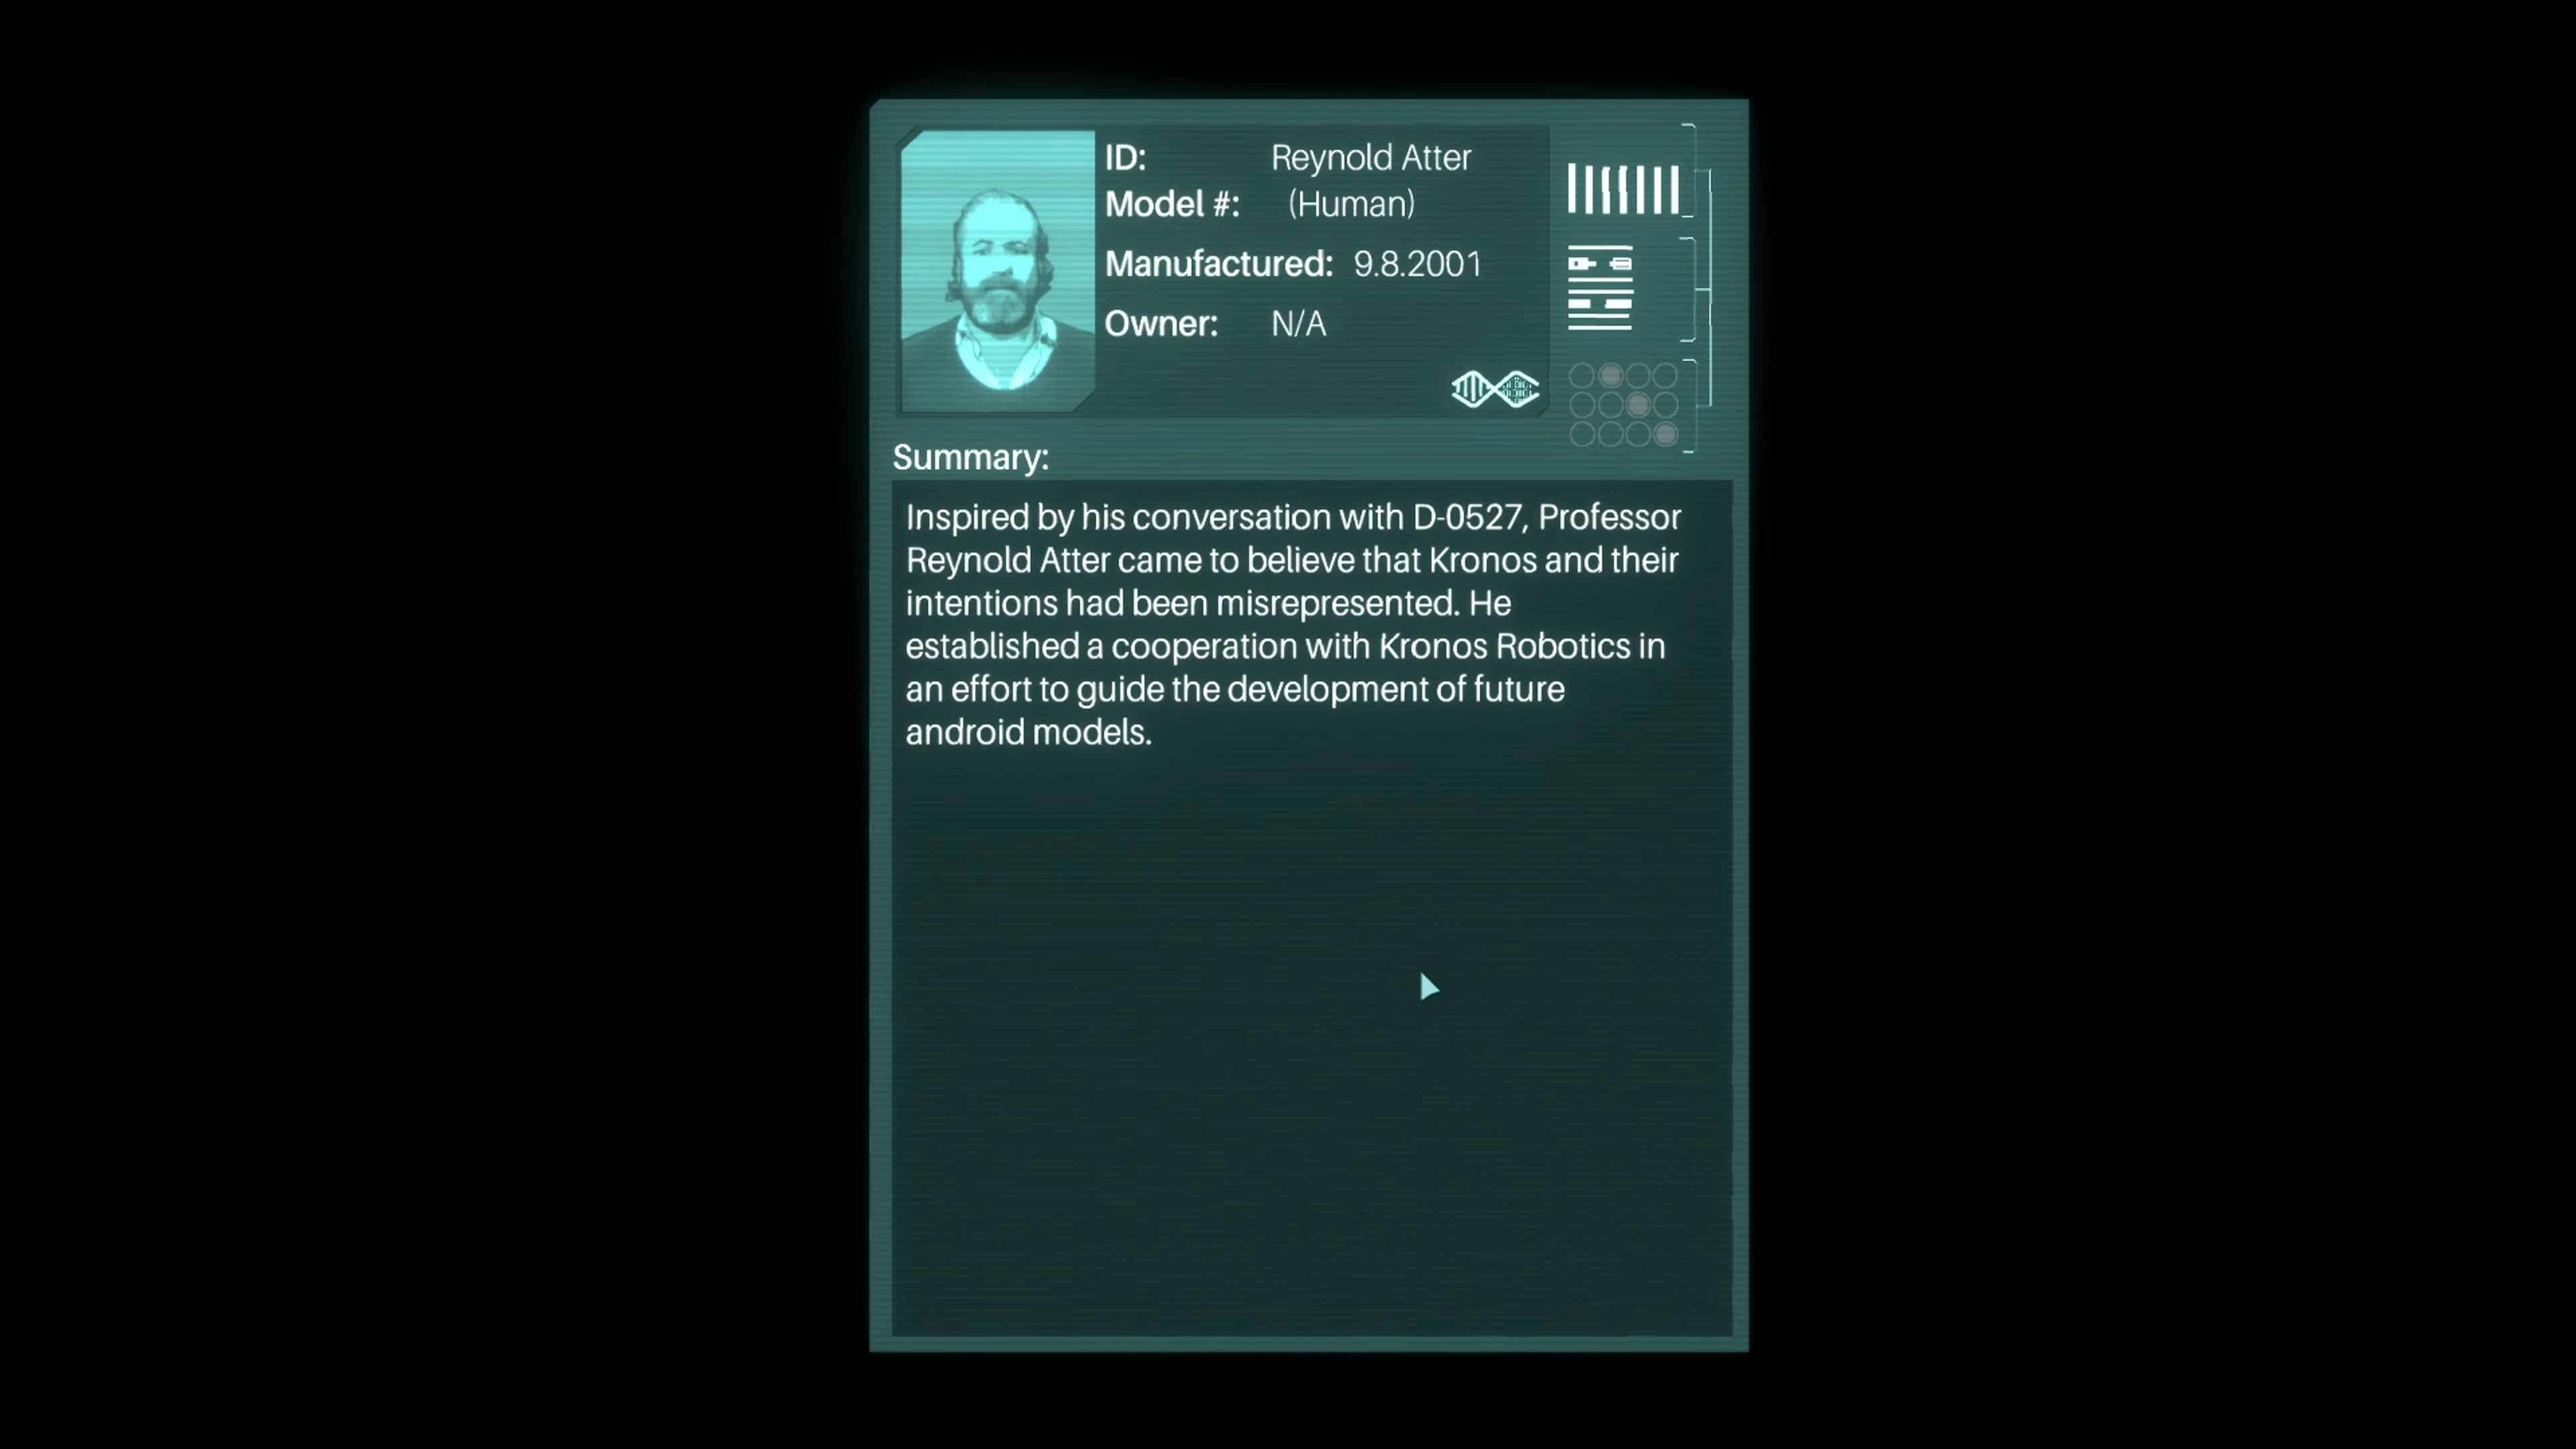 ID: Reynold Atter
Model #: (Human)
Manufactured: 9.8.2001
Owner: N/A
Summary:
Inspired by his conversation with D-0527, Professor
Reynold Atter came to believe that Kronos and their
intentions had been misrepresented. He
established a cooperation with Kronos Robotics in
an effort to guide the development of future
android models.